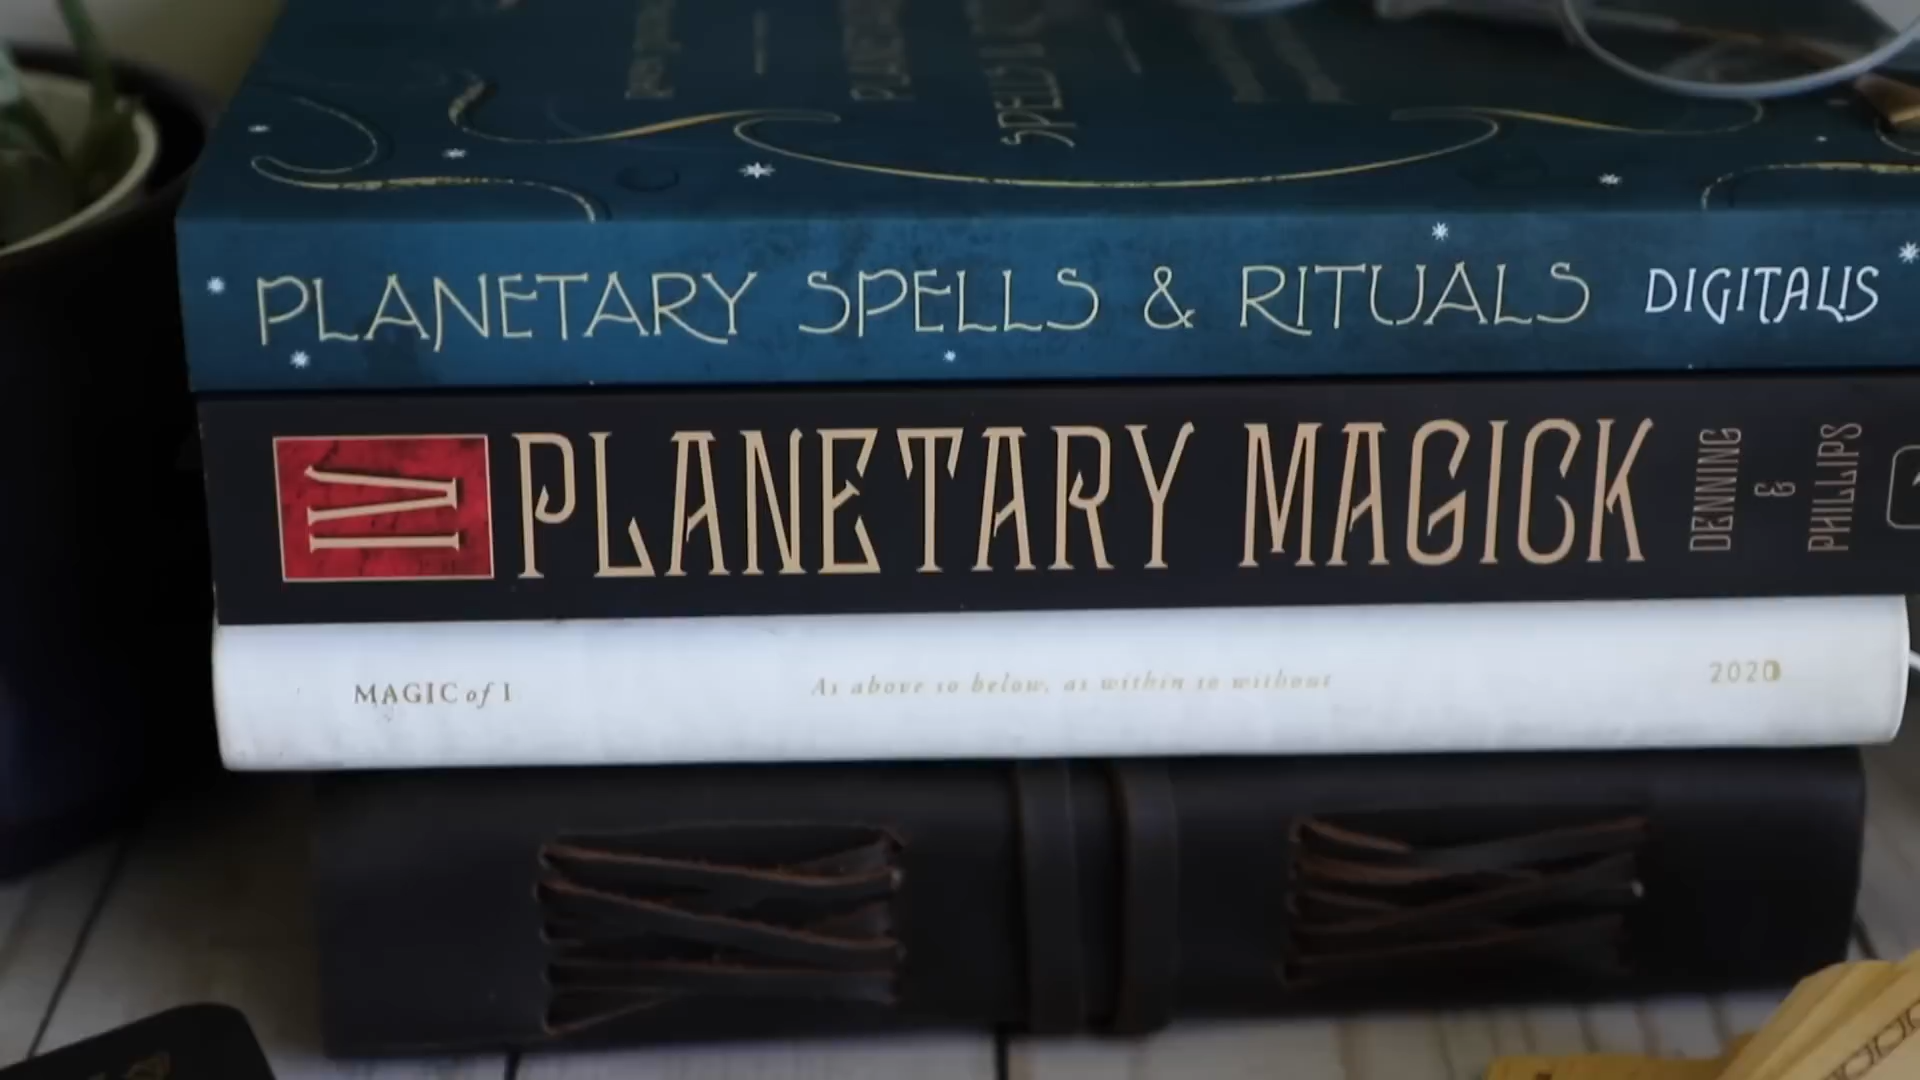 PLANETARY SPELLS & RITUALS DIGITALIS
IV PLANETARY MAGICK DENNING & PHILLIPS
MAGIC of I As above so below, as within so without 2020